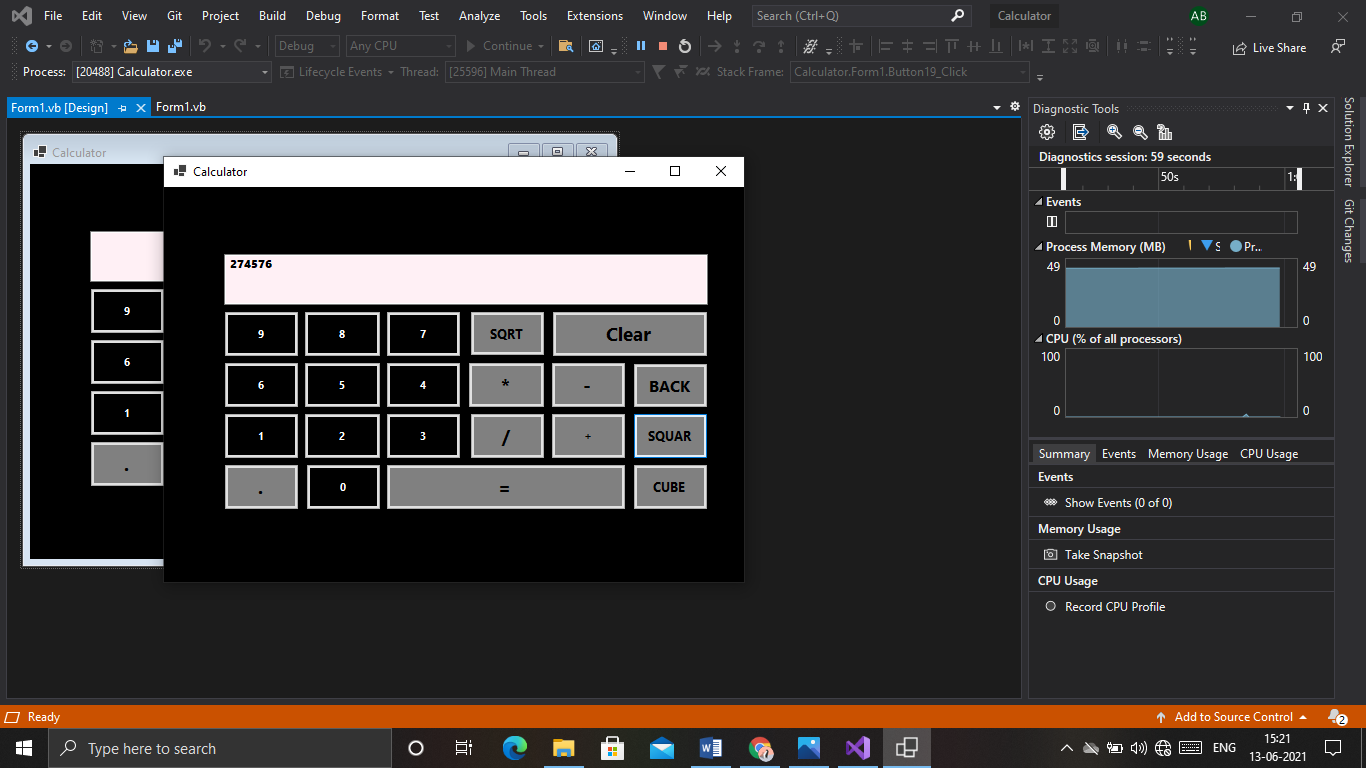 File Edit View Git Project Build Debug Format Test Analyze Tools Extensions Window Help Search (Ctrl+Q) Calculator AB
Debug Any CPU Continue Live Share
Process: [20488] Calculator.exe Lifecycle Events Thread: [25596] Main Thread Stack Frame: Calculator.Form1.Button19_Click
Form1.vb [Design] Form1.vb
Calculator
9
6
1
.
Calculator
274576
9 8 7 SQRT Clear
6 5 4 * - BACK
1 2 3 / + SQUAR
. 0 = CUBE
Diagnostic Tools
Diagnostics session: 59 seconds
50s
Events
Process Memory (MB) S Pr...
49 49
0 0
CPU (% of all processors)
100 100
0 0
Summary Events Memory Usage CPU Usage
Events
Show Events (0 of 0)
Memory Usage
Take Snapshot
CPU Usage
Record CPU Profile
Solution Explorer
Git Changes
Ready Add to Source Control 2
Type here to search ENG 15:21
13-06-2021